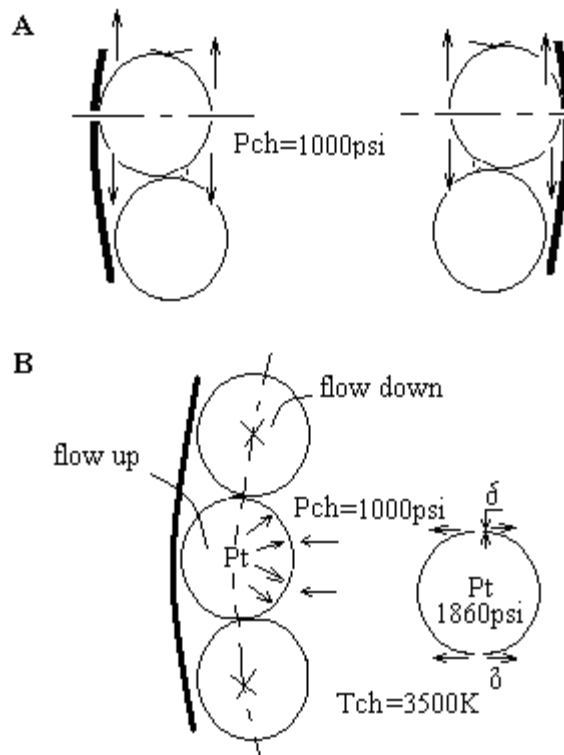 A
Pch=1000psi
B
flow down
flow up
Pch=1000psi
δ
Pt
Pt
1860psi
δ
Tch=3500K